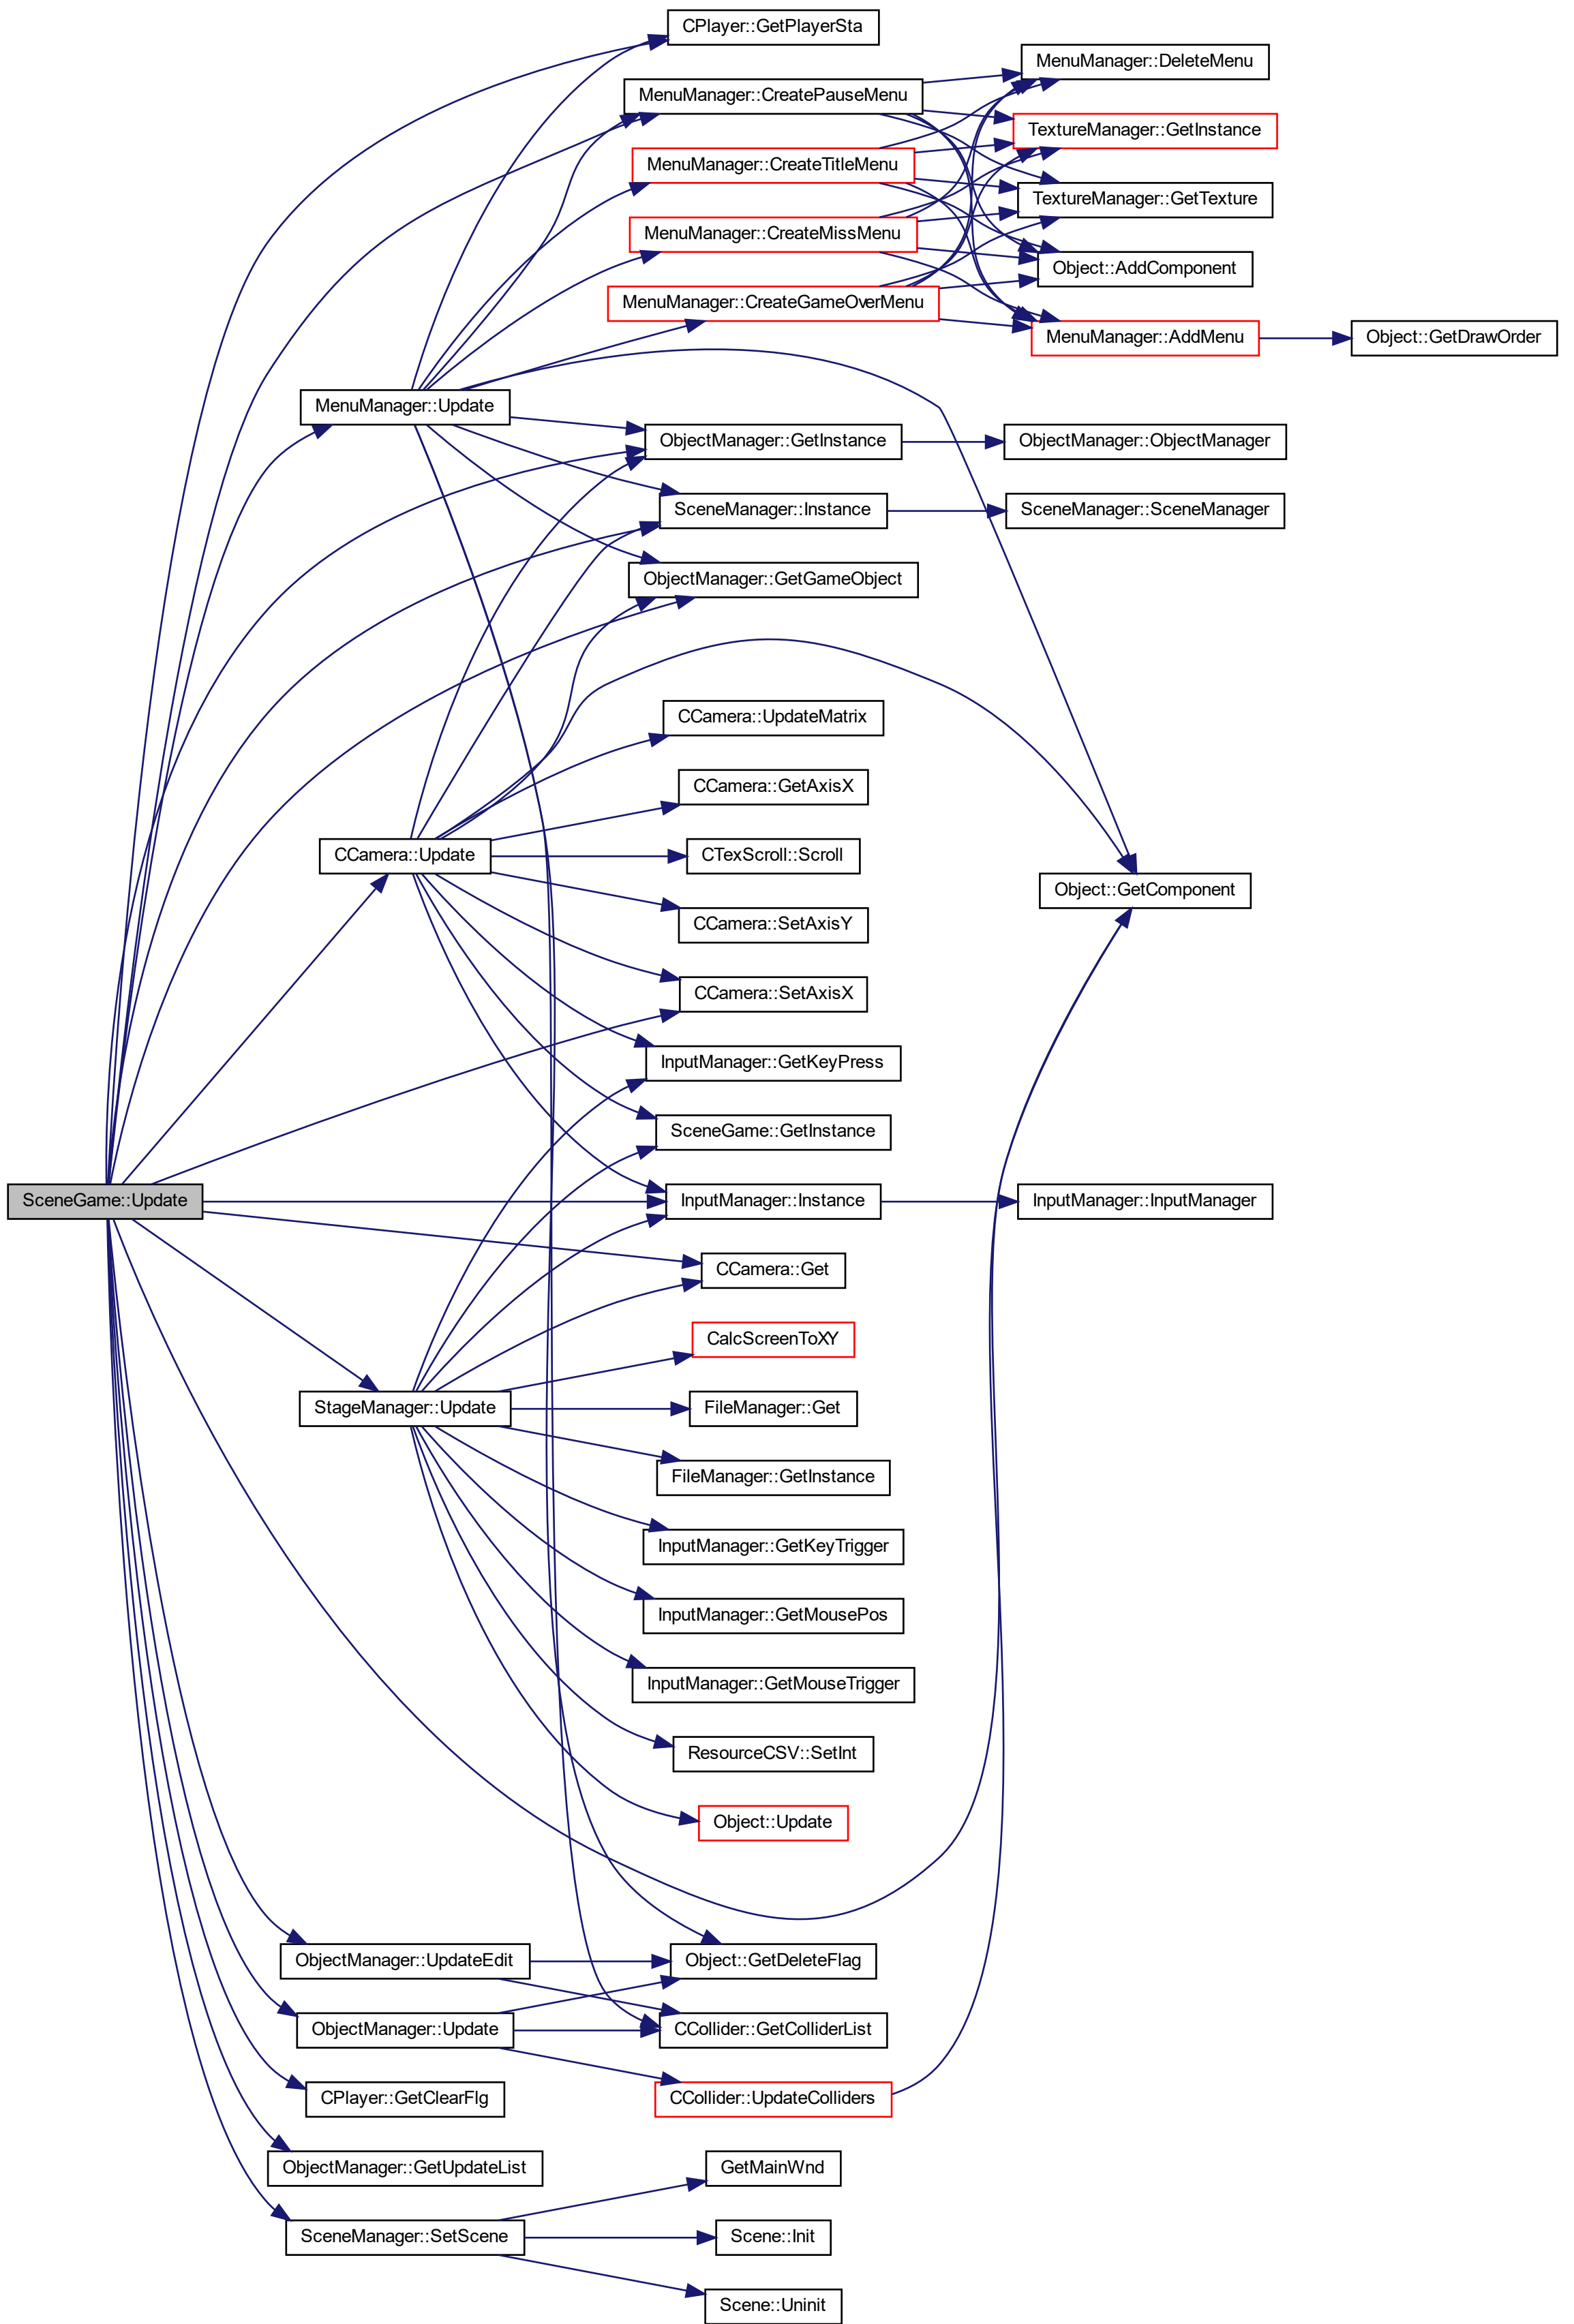 CPlayer::GetPlayerSta
MenuManager::DeleteMenu
MenuManager::CreatePauseMenu
TextureManager::GetInstance
MenuManager::CreateTitleMenu
TextureManager::GetTexture
MenuManager::CreateMissMenu
Object::AddComponent
MenuManager::CreateGameOverMenu
MenuManager::AddMenu
Object::GetDrawOrder
MenuManager::Update
ObjectManager::GetInstance
ObjectManager::ObjectManager
SceneManager::Instance
SceneManager::SceneManager
ObjectManager::GetGameObject
CCamera::UpdateMatrix
CCamera::GetAxisX
CCamera::Update
CTexScroll::Scroll
Object::GetComponent
CCamera::SetAxisY
CCamera::SetAxisX
InputManager::GetKeyPress
SceneGame::GetInstance
SceneGame::Update
InputManager::Instance
InputManager::InputManager
CCamera::Get
CalcScreenToXY
StageManager::Update
FileManager::Get
FileManager::GetInstance
InputManager::GetKeyTrigger
InputManager::GetMousePos
InputManager::GetMouseTrigger
ResourceCSV::SetInt
Object::Update
ObjectManager::UpdateEdit
Object::GetDeleteFlag
ObjectManager::Update
CCollider::GetColliderList
CPlayer::GetClearFlg
CCollider::UpdateColliders
ObjectManager::GetUpdateList
GetMainWnd
SceneManager::SetScene
Scene::Init
Scene::Uninit